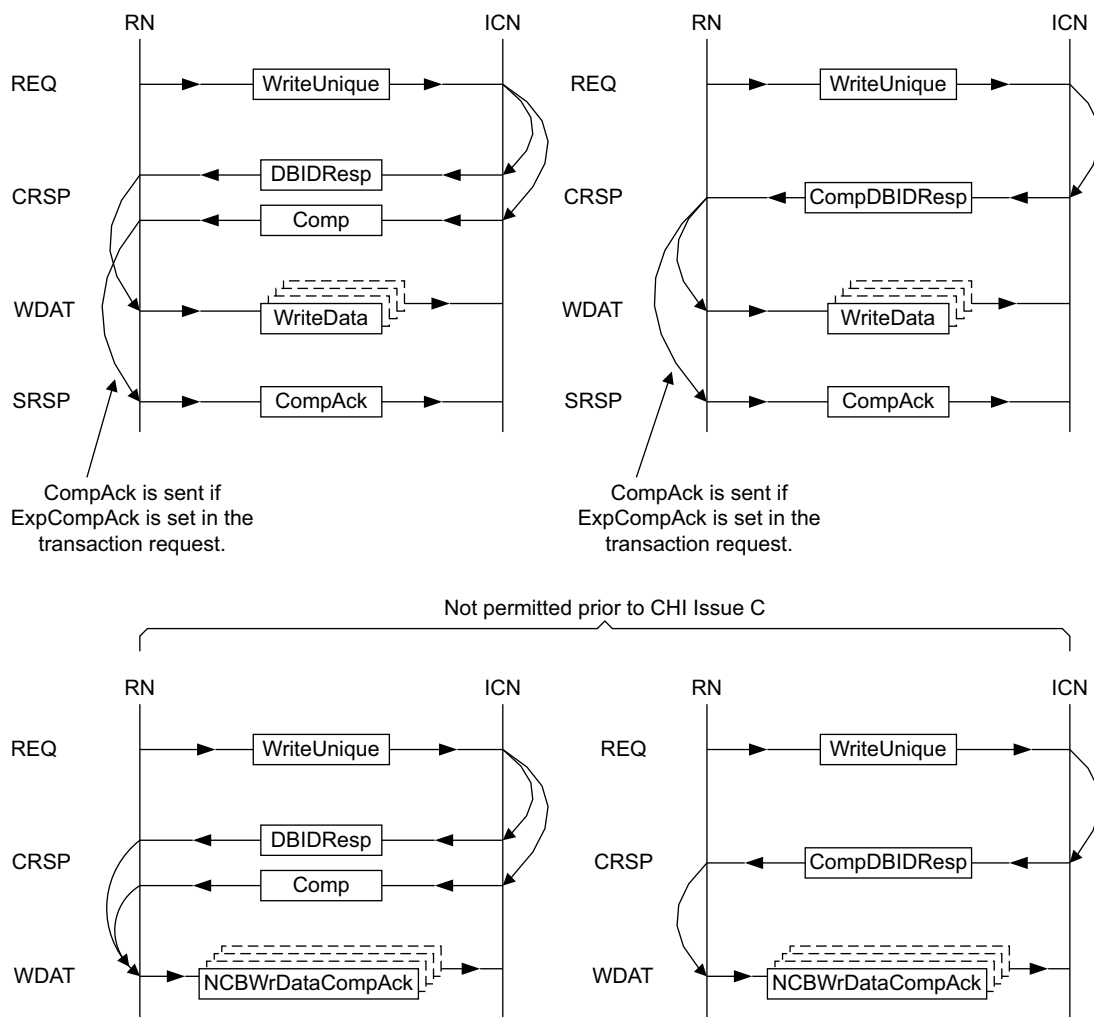 RN
ICN
REQ
WriteUnique
DBIDResp
CRSP
Comp
WDAT
WriteData
SRSP
CompAck
CompAck is sent if
ExpCompAck is set in the
transaction request.
RN
ICN
REQ
WriteUnique
CRSP
CompDBIDResp
WDAT
WriteData
SRSP
CompAck
CompAck is sent if
ExpCompAck is set in the
transaction request.
Not permitted prior to CHI Issue C
RN
ICN
REQ
WriteUnique
DBIDResp
CRSP
Comp
WDAT
NCBWrDataCompAck
RN
ICN
REQ
WriteUnique
CRSP
CompDBIDResp
WDAT
NCBWrDataCompAck